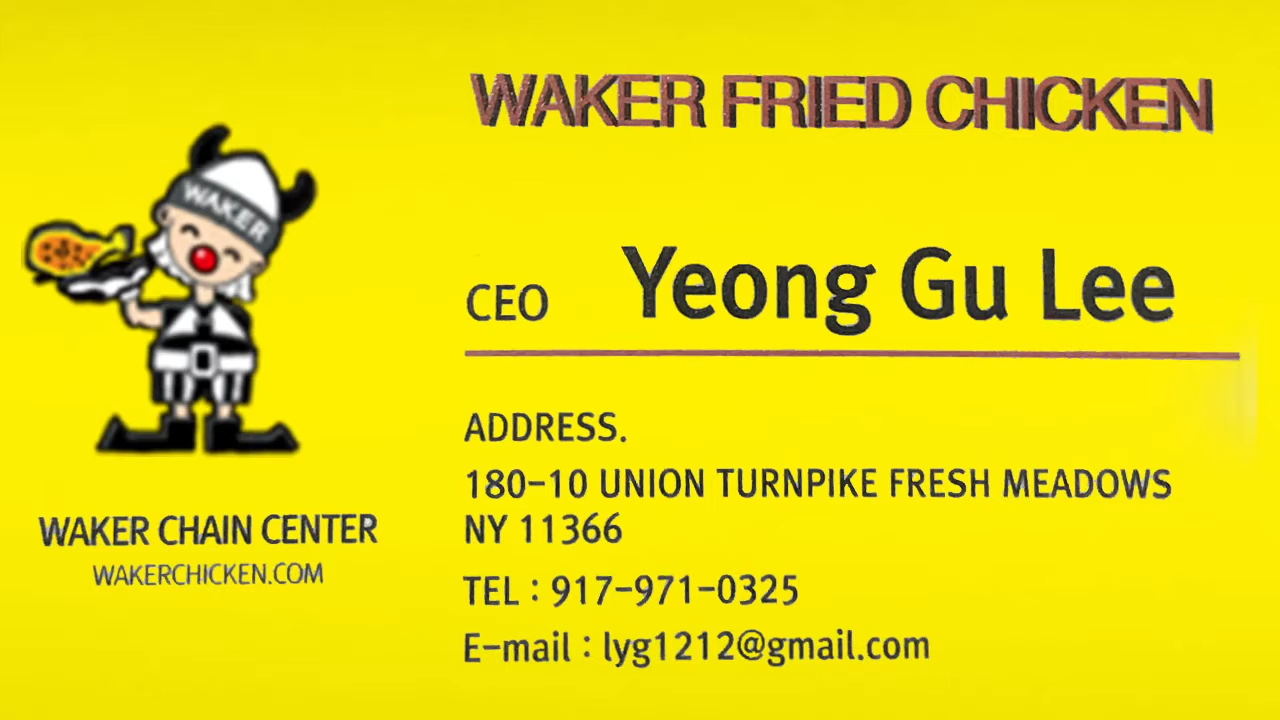 WAKER FRIED CHICKEN
WAKER
CEO Yeong Gu Lee
ADDRESS.
180-10 UNION TURNPIKE FRESH MEADOWS
NY 11366
TEL : 917-971-0325
E-mail : lyg1212@gmail.com
WAKER CHAIN CENTER
WAKERCHICKEN.COM